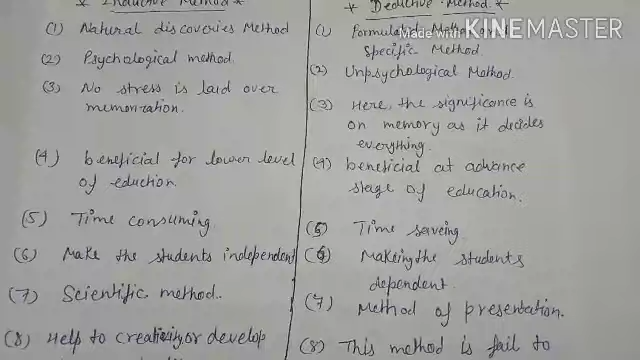 * Inductive Method *
(1) Natural discoveries Method
(2) Psychological method.
(3) No stress is laid over
memorization.
(4) beneficial for lower level
of eduction.
(5) Time consuming
(6) Make the students independent
(7) Scientific method.
(8) Help to creativity or develop
* Deductive Method *
(1)
Specific Method.
(2) Unpsychological Method.
(3) Here, the significance is
on memory as it decides
everything.
(4) beneficial at advance
stage of education.
(5) Time serveing
(6) Makeing the students
dependent.
(7) Method of presentation.
(8) This method is fail to
Made with KINEMASTER